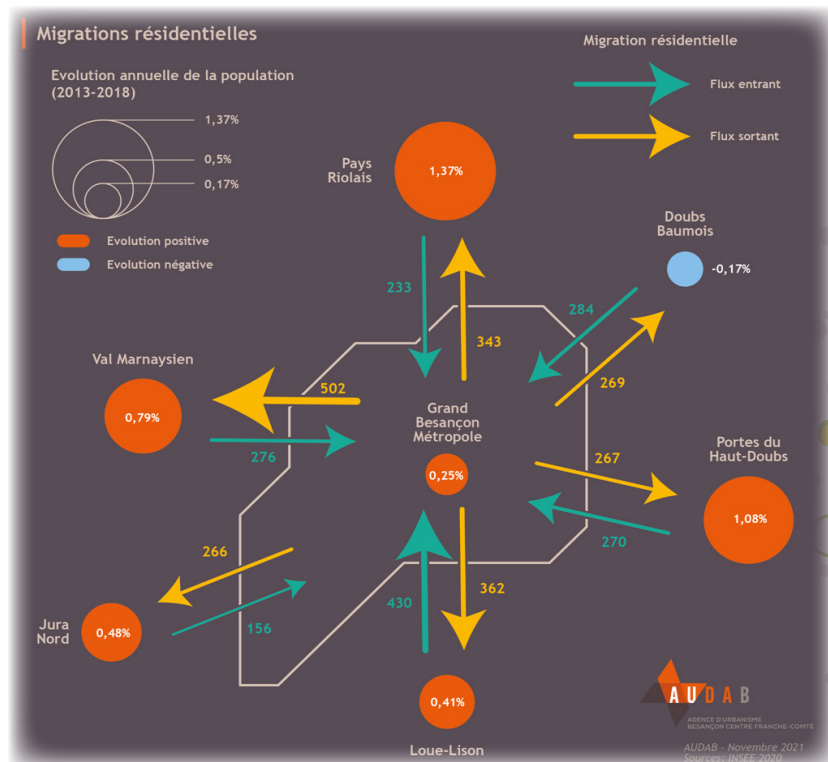 Migrations résidentielles
Evolution annuelle de la population
(2013-2018)
1,37%
0,5%
0,17%
Evolution positive
Evolution négative
Migration résidentielle
Flux entrant
Flux sortant
Pays
Riolais
1,37%
Doubs
Baumois
-0,17%
233
343
284
269
Val Marnaysien
0,79%
502
276
Grand
Besançon
Métropole
0,25%
Portes du
Haut-Doubs
1,08%
267
270
266
156
Jura
Nord
0,48%
430
362
0,41%
Loue-Lison
AUDAB
AGENCE D'URBANISME
BESANÇON CENTRE FRANCHE-COMTÉ
AUDAB - Novembre 2021
Sources: INSEE 2020